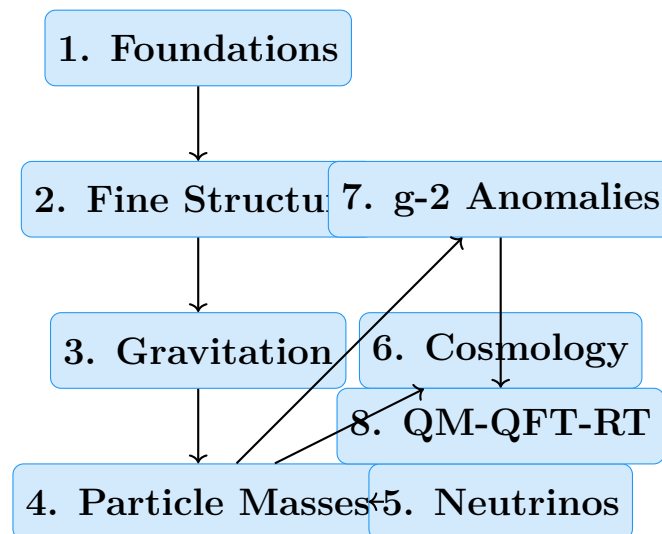 1. Foundations
2. Fine Structu
7. g-2 Anomalies
3. Gravitation
6. Cosmology
8. QM-QFT-RT
4. Particle Masses
5. Neutrinos